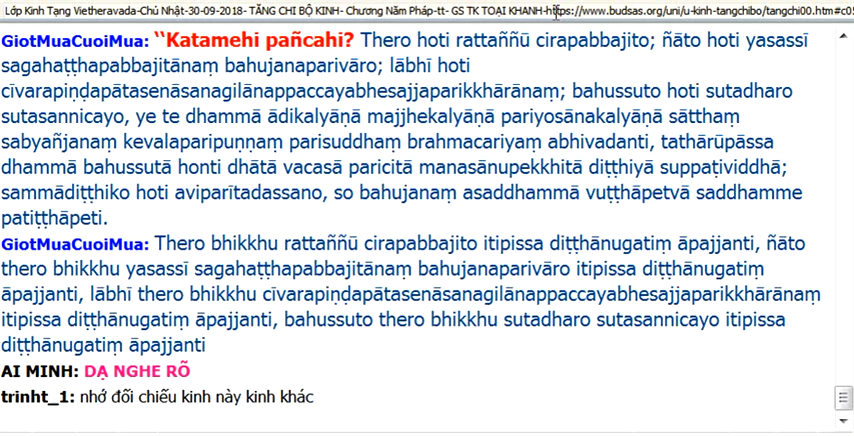 Lớp Kinh Tạng Vietheravada-Chủ Nhật-30-09-2018- TĂNG CHI BỘ KINH- Chương Năm Pháp-tt- GS TK TOẠI KHANH-https://www.budsas.org/uni/u-kinh-tangchibo/tangchi00.htm#c05
GiotMuaCuoiMua: ‘‘Katamehi pañcahi? Thero hoti rattaññū cirapabbajito; ñāto hoti yasassī
sagahaṭṭhapabbajitānaṃ bahujanaparivāro; lābhī hoti
cīvarapiṇḍapātasenāsanagilānappaccayabhesajjaparikkhārānaṃ; bahussuto hoti sutadharo
sutasannicayo, ye te dhammā ādikalyāṇā majjhekalyāṇā pariyosānakalyāṇā sātthaṃ
sabyañjanaṃ kevalaparipuṇṇaṃ parisuddhaṃ brahmacariyaṃ abhivadanti, tathārūpāssa
dhammā bahussutā honti dhātā vacasā paricitā manasānupekkhitā diṭṭhiyā suppaṭividdhā;
sammādiṭṭhiko hoti aviparītadassano, so bahujanaṃ asaddhammā vuṭṭhāpetvā saddhamme
patiṭṭhāpeti.
GiotMuaCuoiMua: Thero bhikkhu rattaññū cirapabbajito itipissa diṭṭhānugatiṃ āpajjanti, ñāto
thero bhikkhu yasassī sagahaṭṭhapabbajitānaṃ bahujanaparivāro itipissa diṭṭhānugatiṃ
āpajjanti, lābhī thero bhikkhu cīvarapiṇḍapātasenāsanagilānappaccayabhesajjaparikkhārānaṃ
itipissa diṭṭhānugatiṃ āpajjanti, bahussuto thero bhikkhu sutadharo sutasannicayo itipissa
diṭṭhānugatiṃ āpajjanti
AI MINH: DẠ NGHE RÕ
trinht_1: nhớ đối chiếu kinh này kinh khác